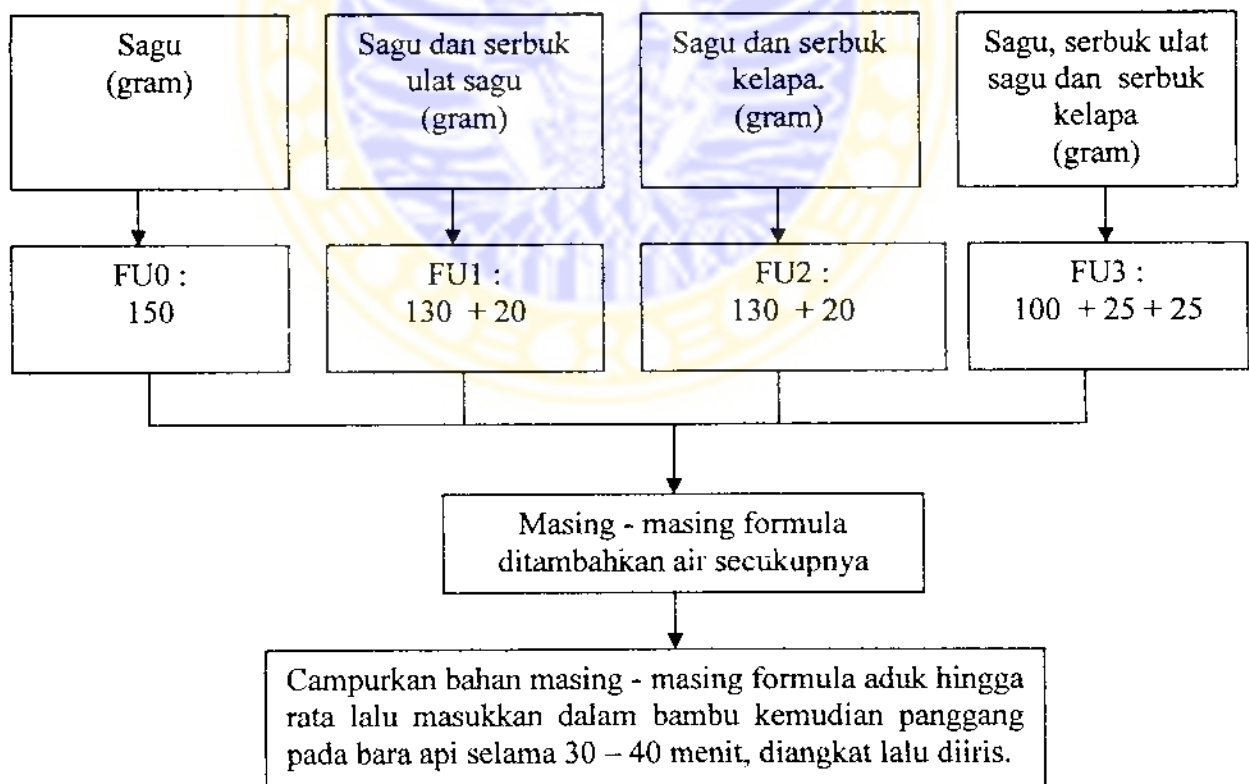 Sagu
(gram)
Sagu dan serbuk
ulat sagu
(gram)
Sagu dan serbuk
kelapa.
(gram)
Sagu, serbuk ulat
sagu dan serbuk
kelapa
(gram)
FU0 :
150
FU1 :
130 + 20
FU2 :
130 + 20
FU3 :
100 + 25 + 25
Masing - masing formula
ditambahkan air secukupnya
Campurkan bahan masing - masing formula aduk hingga
rata lalu masukkan dalam bambu kemudian panggang
pada bara api selama 30 – 40 menit, diangkat lalu diiris.